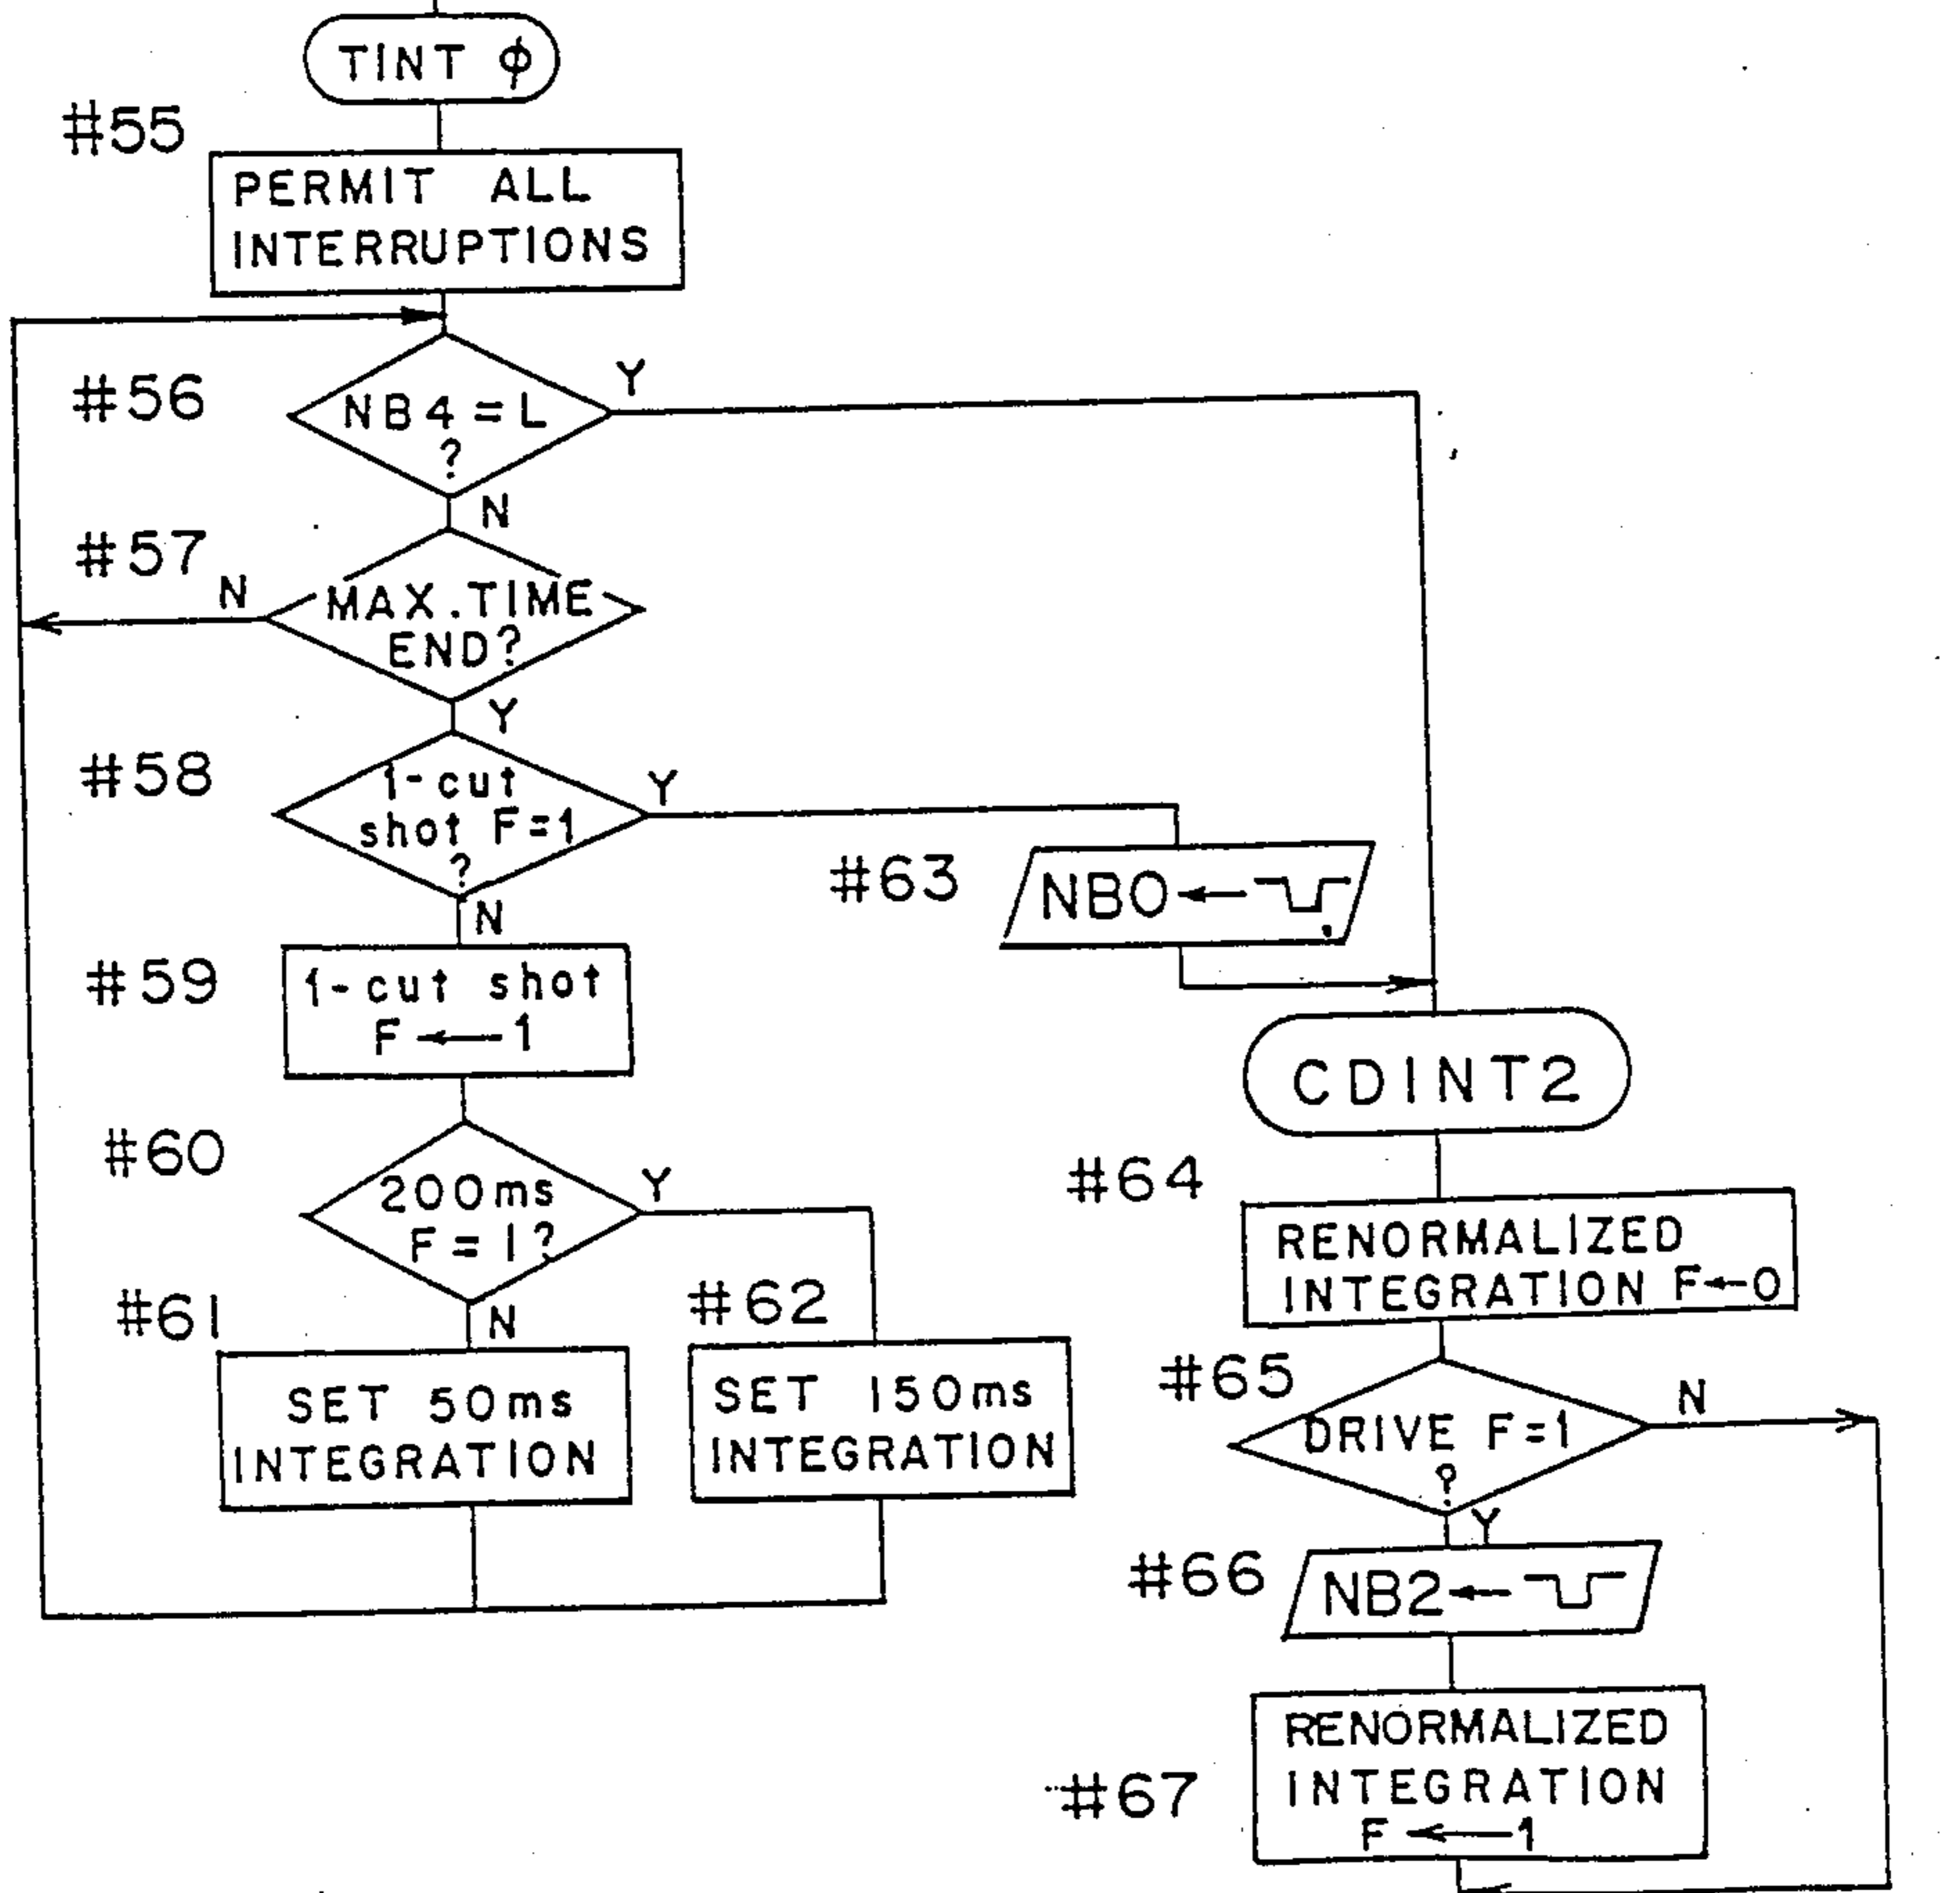 TINT ϕ
#55
PERMIT ALL
INTERRUPTIONS
#56
NB4 = L
?
Y
N
#57
MAX. TIME
END?
N
Y
#58
1-cut
shot F=1
?
Y
N
#63
NB0 ←
#59
1-cut shot
F ← 1
CDINT2
#60
200ms
F = 1?
Y
N
#64
RENORMALIZED
INTEGRATION F←0
#61
SET 50ms
INTEGRATION
#62
SET 150ms
INTEGRATION
#65
DRIVE F=1
?
N
Y
#66
NB2 ←
#67
RENORMALIZED
INTEGRATION
F ← 1